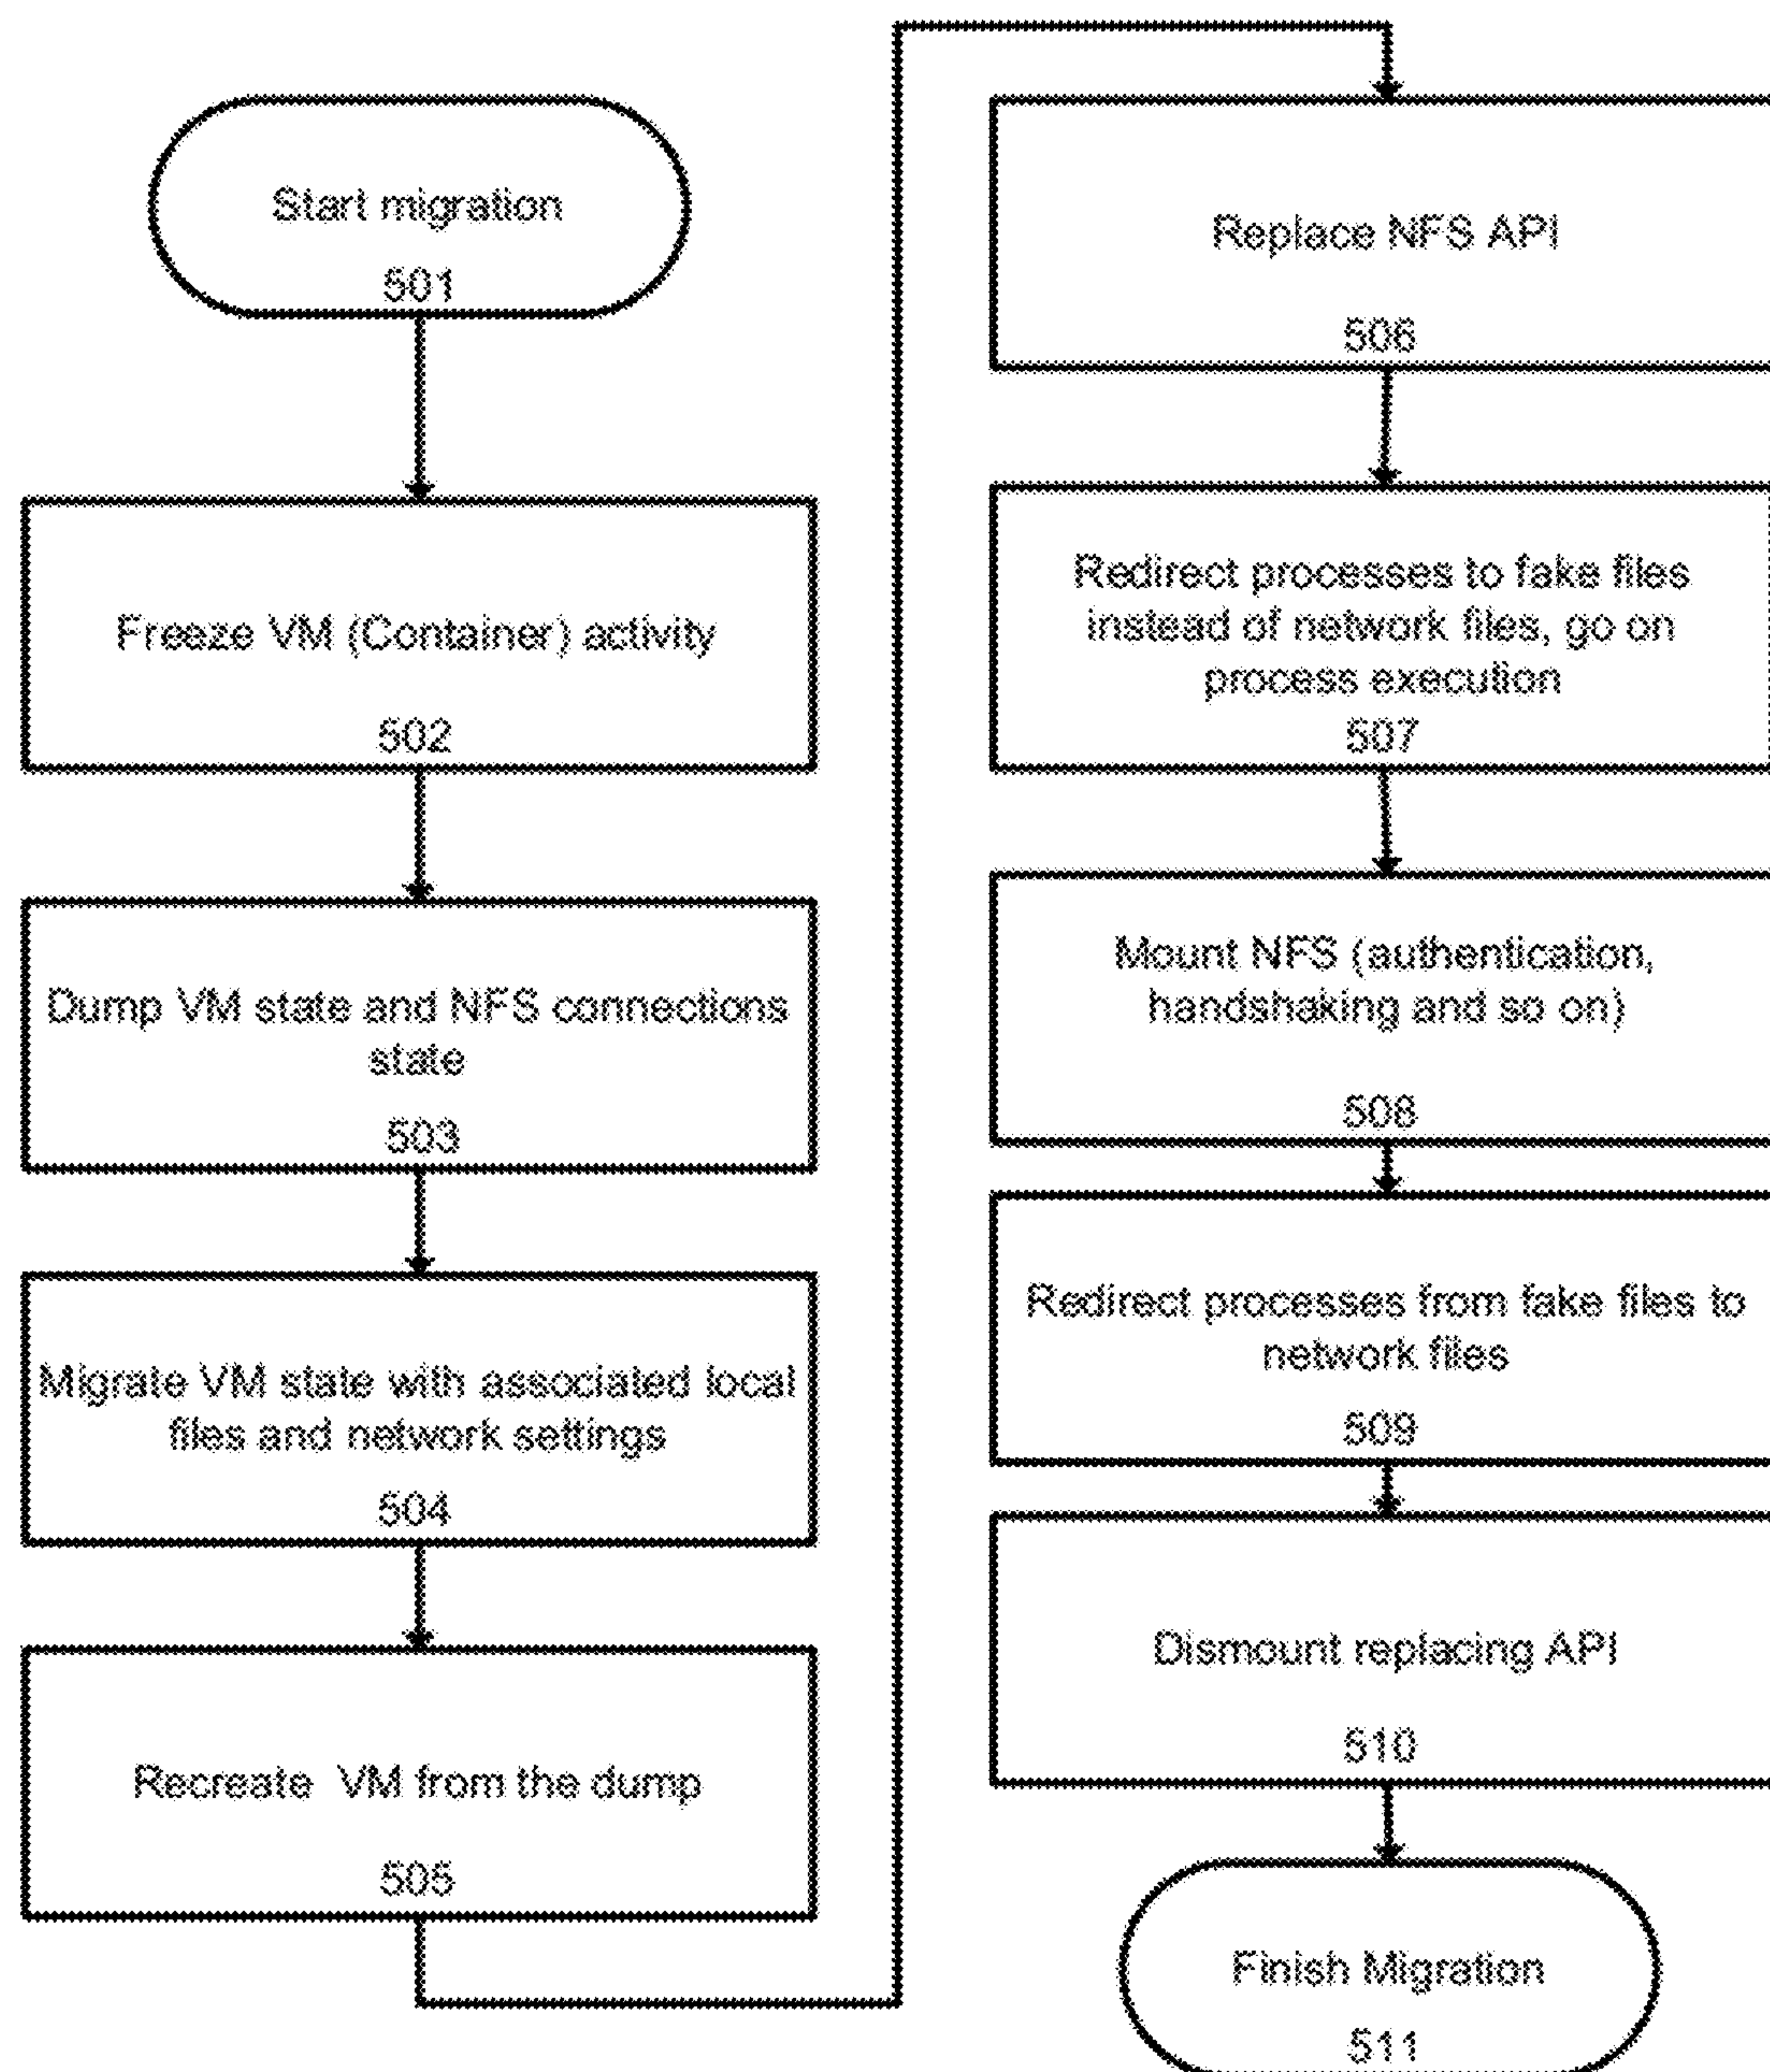 Start migration
501
Freeze VM (Container) activity
502
Dump VM state and NFS connections
state
503
Migrate VM state with associated local
files and network settings
504
Recreate VM from the dump
505
Replace NFS API
506
Redirect processes to fake files
instead of network files, go on
process execution
507
Mount NFS (authentication,
handshaking and so on)
508
Redirect processes from fake files to
network files
509
Dismount replacing API
510
Finish Migration
511